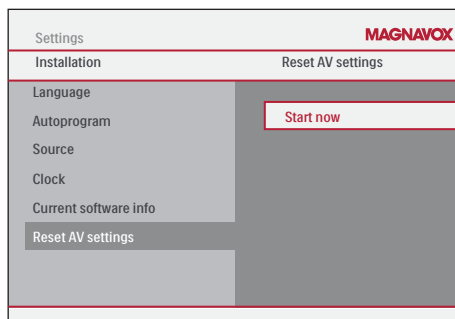 Settings
MAGNAVOX
Installation
Reset AV settings
Language
Autoprogram
Start now
Source
Clock
Current software info
Reset AV settings